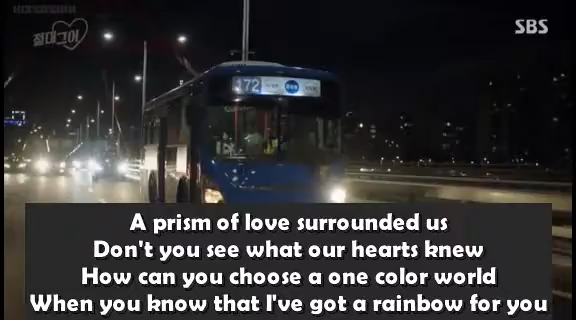 절대그이
SBS
172
A prism of love surrounded us
Don't you see what our hearts knew
How can you choose a one color world
When you know that I've got a rainbow for you